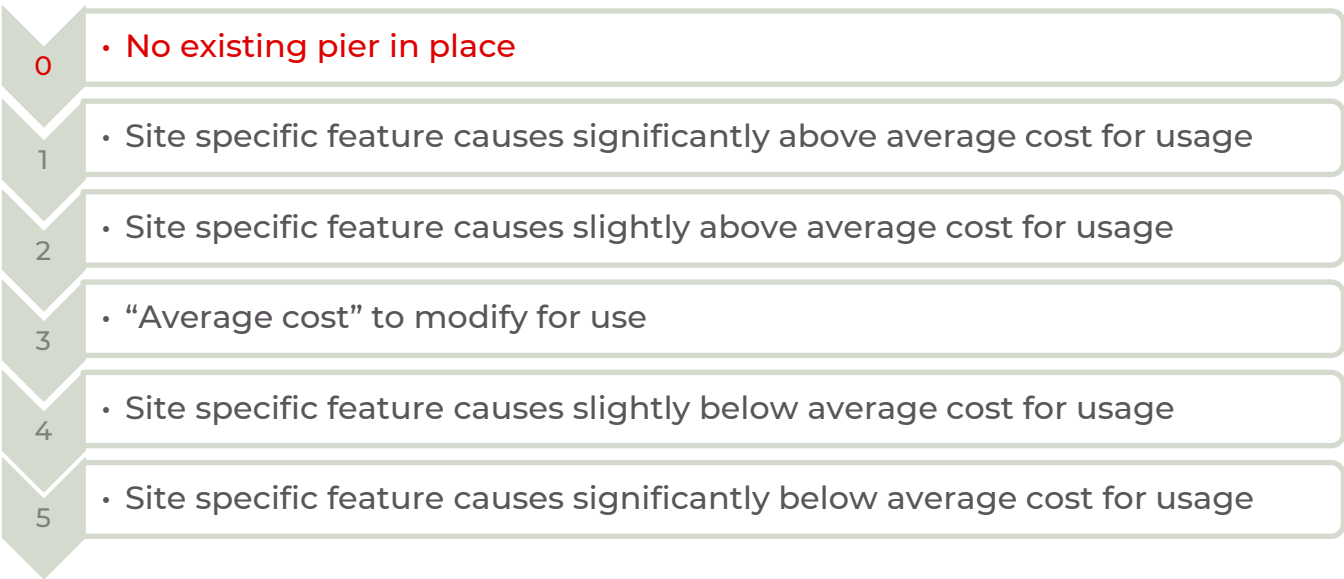 0
• No existing pier in place
1
• Site specific feature causes significantly above average cost for usage
2
• Site specific feature causes slightly above average cost for usage
3
• “Average cost” to modify for use
4
• Site specific feature causes slightly below average cost for usage
5
• Site specific feature causes significantly below average cost for usage